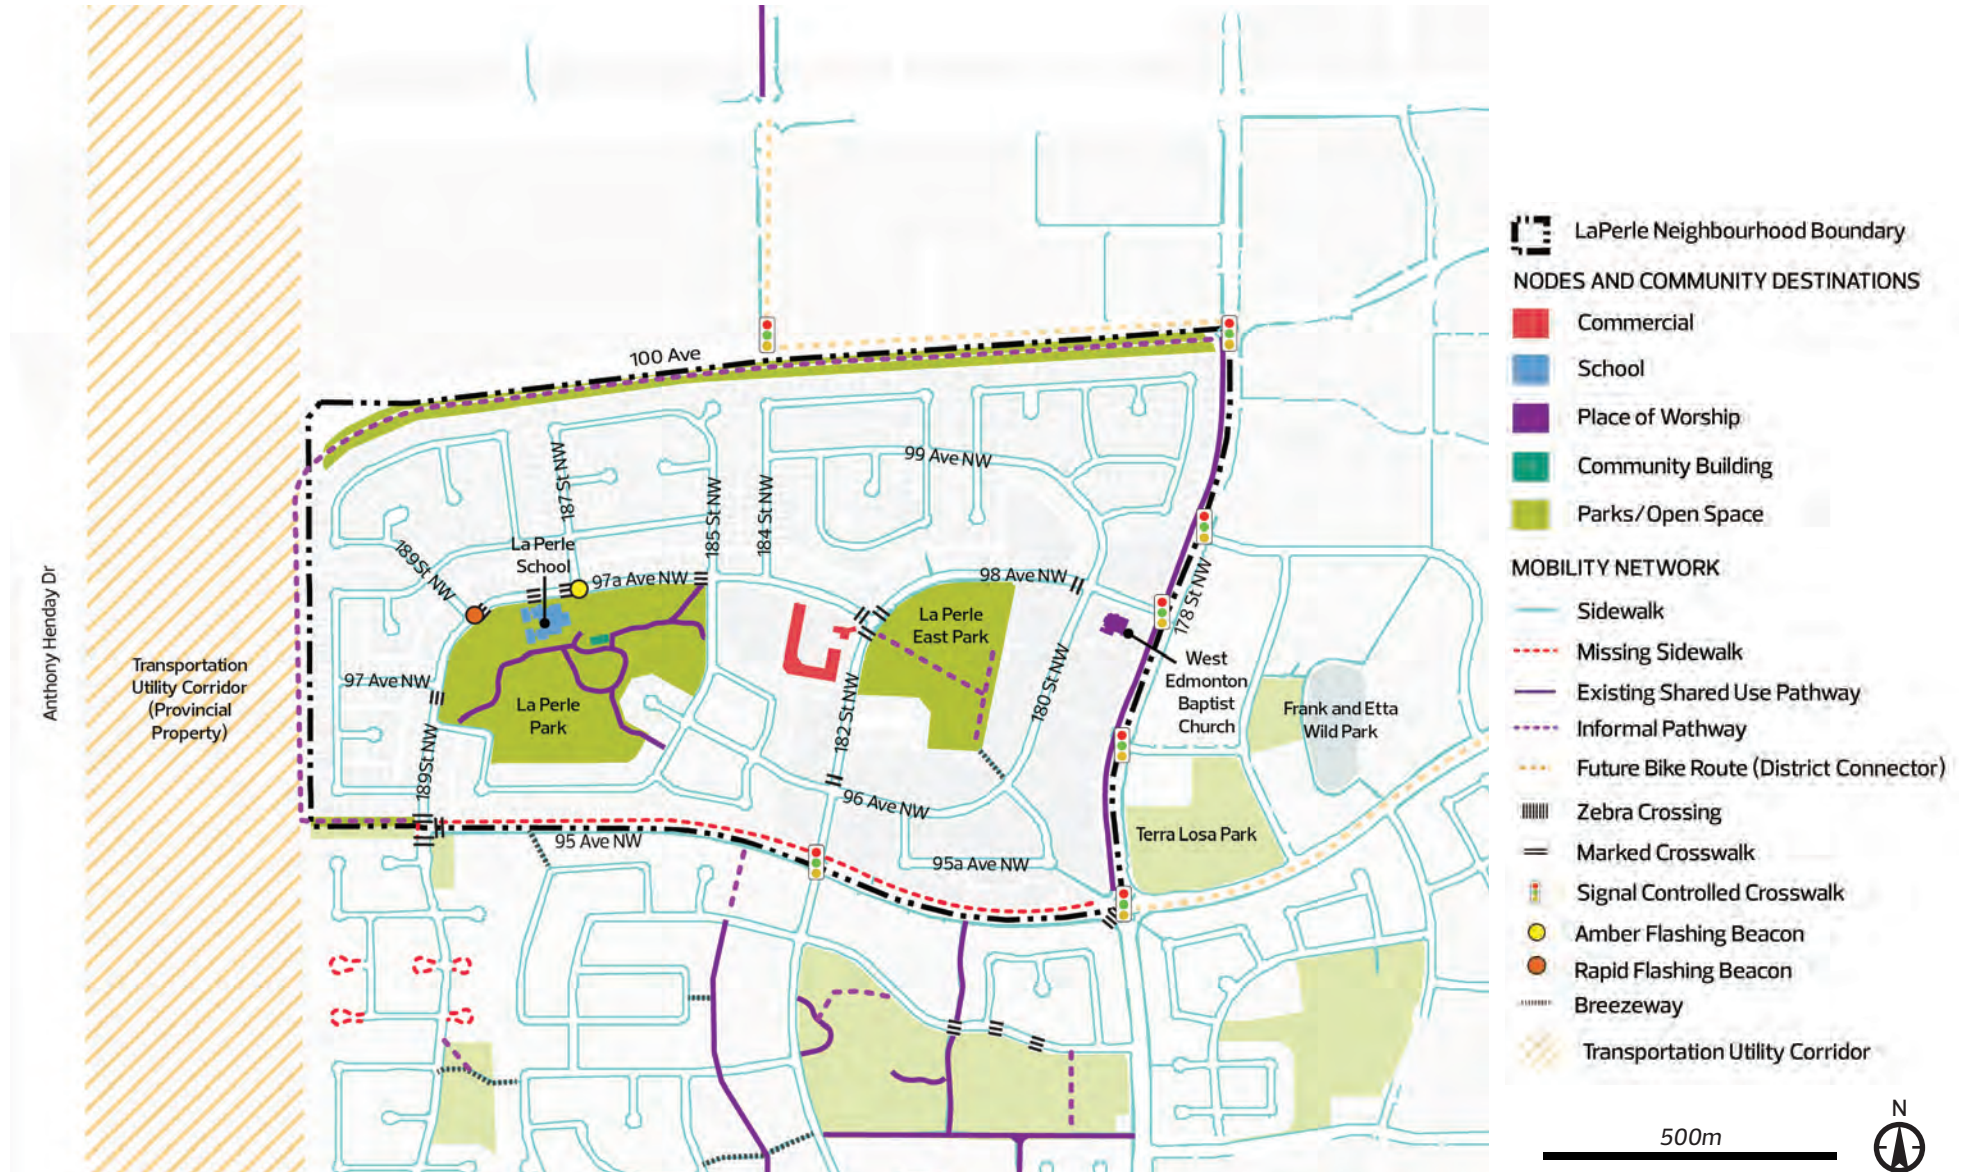 100 Ave
99 Ave NW
187 St NW
185 St NW
184 St NW
La Perle
School
189St NW
97a Ave NW
98 Ave NW
La Perle
East Park
178 St NW
Anthony Henday Dr
Transportation
Utility Corridor
(Provincial
Property)
97 Ave NW
La Perle
Park
182 St NW
180 St NW
West
Edmonton
Baptist
Church
Frank and Etta
Wild Park
189St NW
96 Ave NW
95 Ave NW
95a Ave NW
Terra Losa Park
LaPerle Neighbourhood Boundary
NODES AND COMMUNITY DESTINATIONS
Commercial
School
Place of Worship
Community Building
Parks/Open Space
MOBILITY NETWORK
Sidewalk
Missing Sidewalk
Existing Shared Use Pathway
Informal Pathway
Future Bike Route (District Connector)
Zebra Crossing
Marked Crosswalk
Signal Controlled Crosswalk
Amber Flashing Beacon
Rapid Flashing Beacon
Breezeway
Transportation Utility Corridor
500m
N